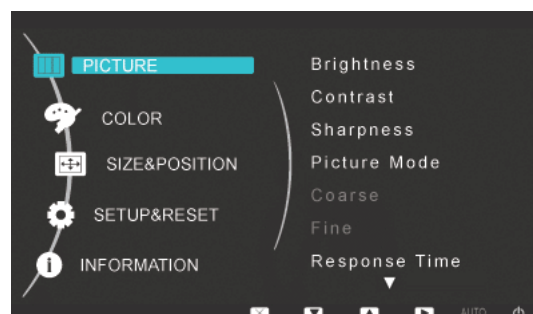 PICTURE
COLOR
SIZE&POSITION
SETUP&RESET
INFORMATION
Brightness
Contrast
Sharpness
Picture Mode
Coarse
Fine
Response Time
AUTO